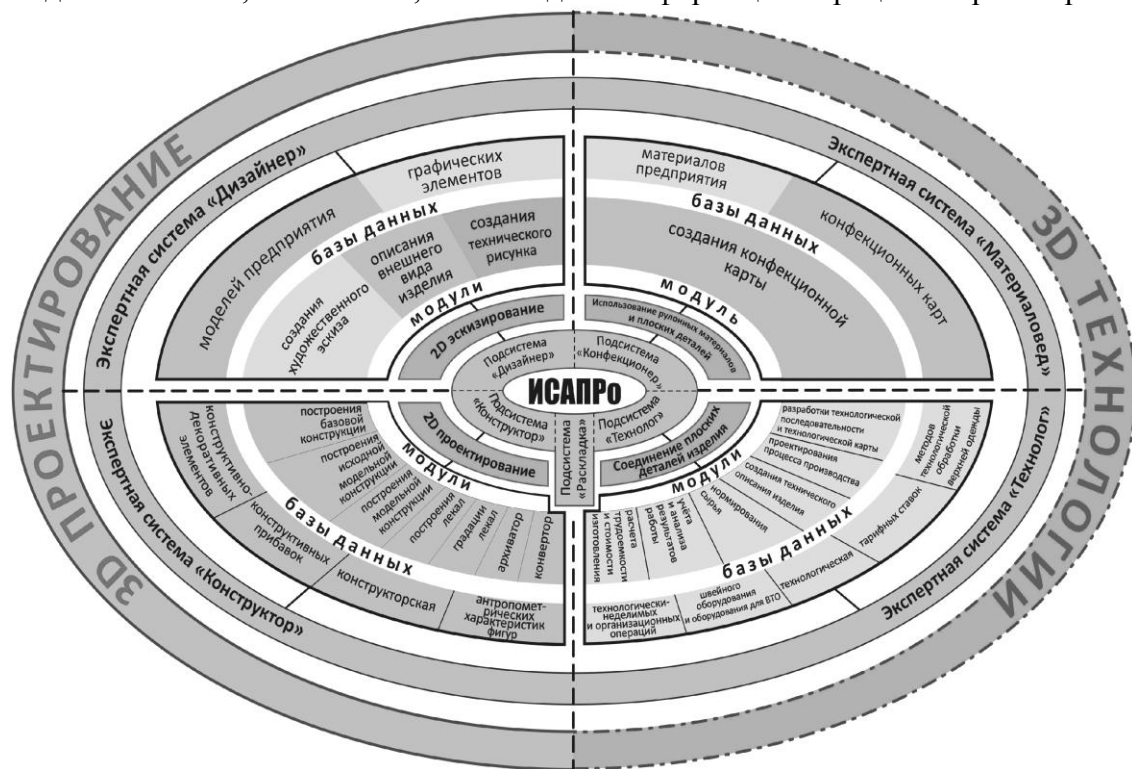 3D ПРОЕКТИРОВАНИЕ
3D ТЕХНОЛОГИИ
Экспертная система «Дизайнер»
Экспертная система «Материаловед»
Экспертная система «Конструктор»
Экспертная система «Технолог»
моделей предприятия
графических
элементов
базы данных
создания
художественного
эскиза
описания
внешнего
вида
изделия
создания
технического
рисунка
модули
2D эскизирование
материалов
предприятия
конфекционных карт
базы данных
создания конфекционной
карты
модуль
Использование рулонных материалов
и плоских деталей
Подсистема
«Дизайнер»
Подсистема
«Конфекционер»
ИСАПРо
Подсистема
«Конструктор»
Подсистема
«Технолог»
Подсистема
«Раскладка»
2D проектирование
модули
построения
базовой
конструкции
построения
исходной
модельной
конструкции
построения
модельной
конструкции
построения
лекал
градации
лекал
архиватор
конвертор
базы данных
конструктивно-
декоративных
элементов
конструктивных
прибавок
конструкторская
антропомет-
рических
характеристик
фигур
Соединение плоских
деталей изделия
модули
разработки технологической
последовательности
и технологической карты
проектирования
процесса производства
создания технического
описания изделия
нормирования
сырья
учёта
и анализа
результатов
работы
расчета
трудоемкости
и стоимости
изготовления
базы данных
методов
технологической
обработки
верхней одежды
тарифных ставок
технологическая
швейного
оборудования
и оборудования для ВТО
технологически-
неделимых
и организационных
операций